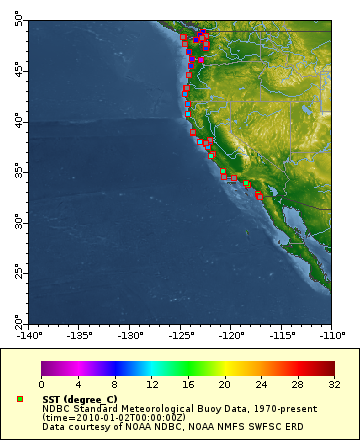 50°
45°
40°
35°
30°
25°
20°
-140° -135° -130° -125° -120° -115° -110°
0 4 8 12 16 20 24 28 32
SST (degree_C)
NDBC Standard Meteorological Buoy Data, 1970-present
(time=2010-01-02T00:00:00Z)
Data courtesy of NOAA NDBC, NOAA NMFS SWFSC ERD